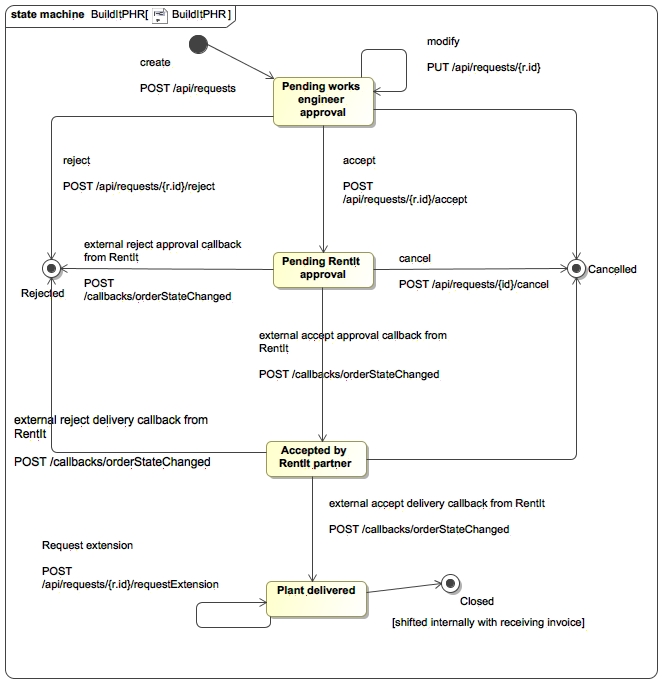 state machine BuildItPHR[ BuildItPHR ]
create
POST /api/requests
modify
PUT /api/requests/{r.id}
Pending works
engineer
approval
reject
POST /api/requests/{r.id}/reject
accept
POST
/api/requests/{r.id}/accept
external reject approval callback
from RentIt
POST
/callbacks/orderStateChanged
Pending RentIt
approval
cancel
POST /api/requests/{id}/cancel
Rejected
Cancelled
external accept approval callback from
RentIt
POST /callbacks/orderStateChanged
external reject delivery callback from
RentIt
POST /callbacks/orderStateChanged
Accepted by
RentIt partner
external accept delivery callback from RentIt
POST /callbacks/orderStateChanged
Request extension
POST
/api/requests/{r.id}/requestExtension
Plant delivered
Closed
[shifted internally with receiving invoice]